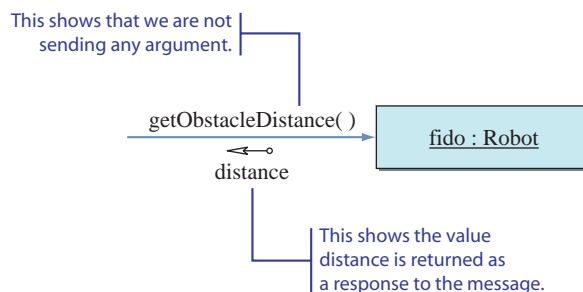 This shows that we are not
sending any argument.
getObstacleDistance( )
fido : Robot
distance
This shows the value
distance is returned as
a response to the message.